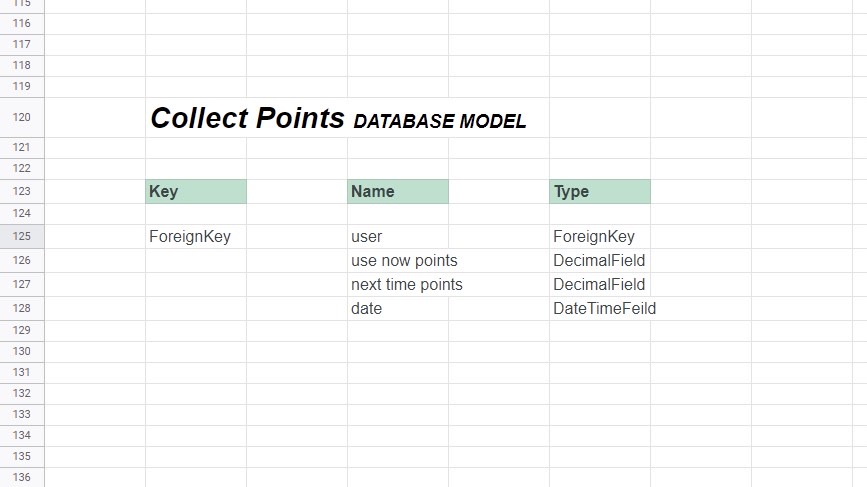 115
116
117
118
119
120 Collect Points DATABASE MODEL
121
122
123 Key Name Type
124
125 ForeignKey user ForeignKey
126 use now points DecimalField
127 next time points DecimalField
128 date DateTimeFeild
129
130
131
132
133
134
135
136